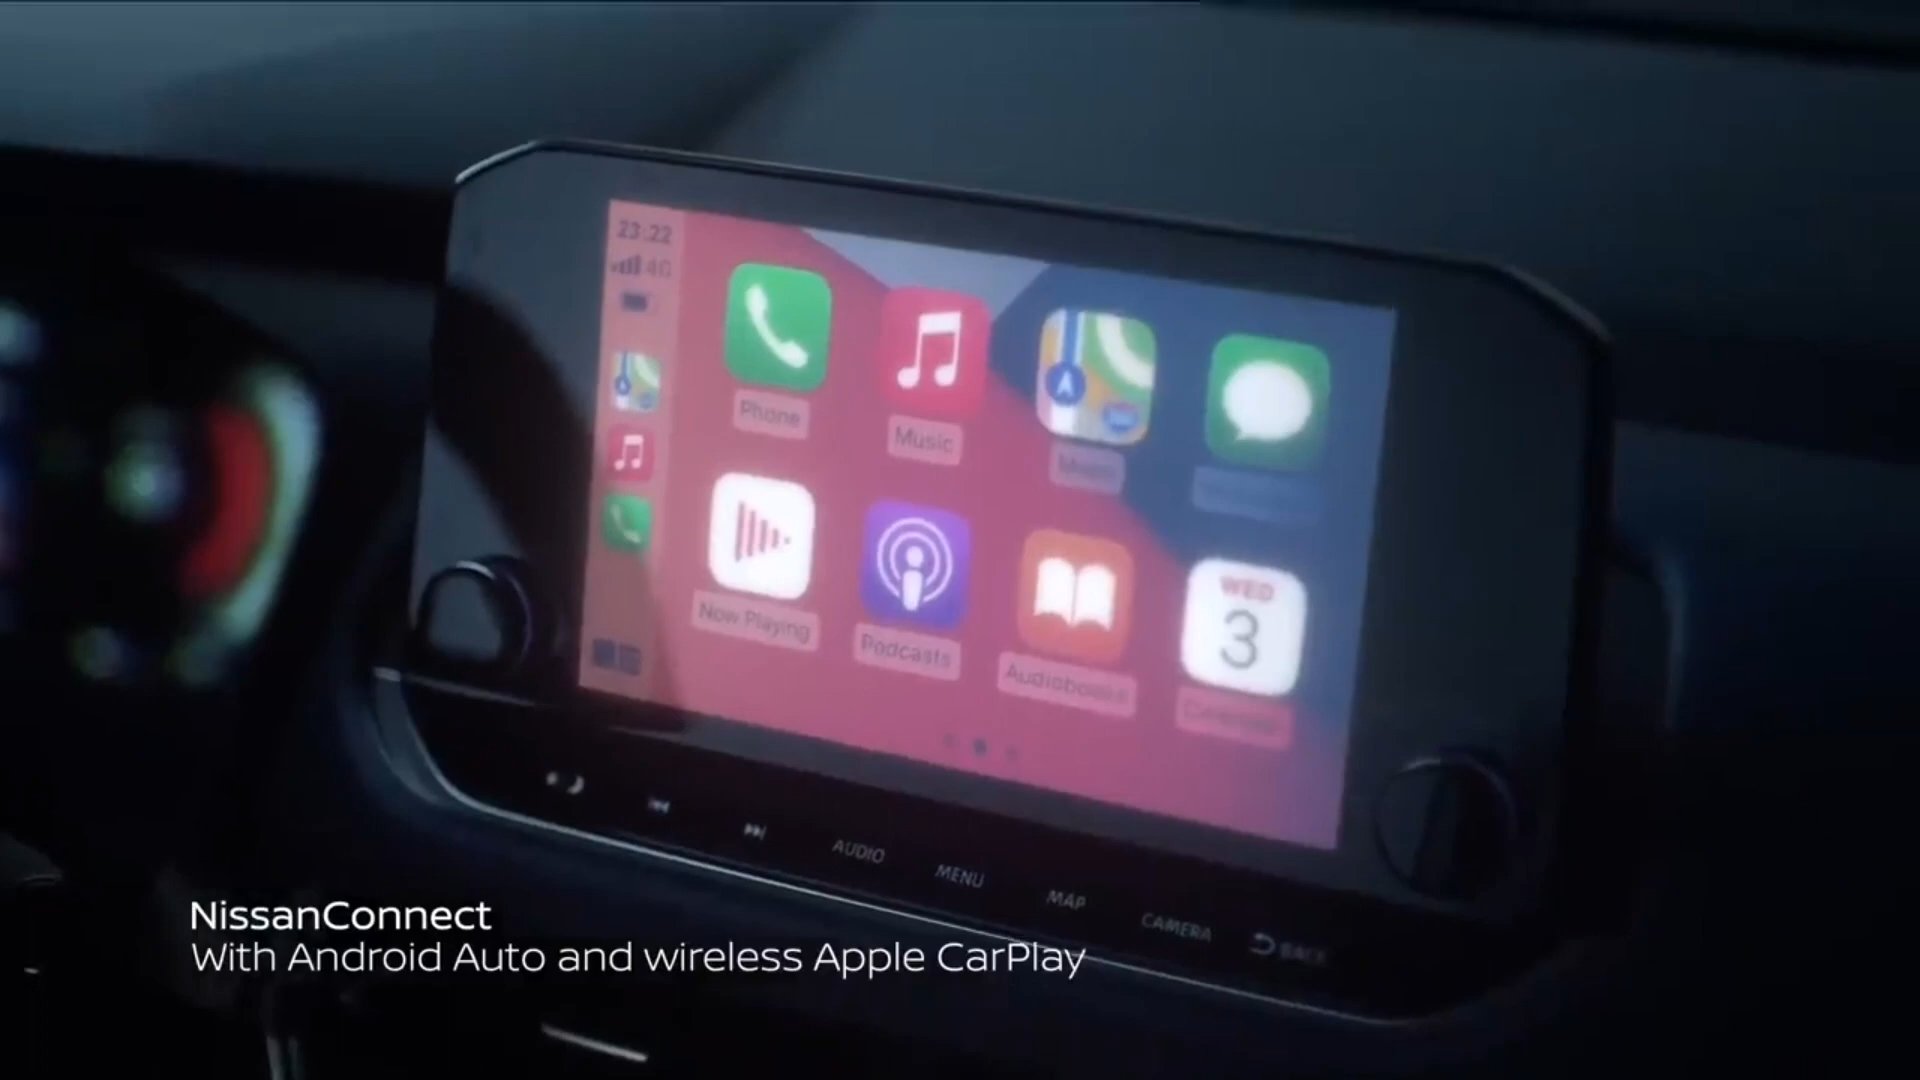 23:22
4G
Phone
Music
Now Playing
Podcasts
Audiobooks
WED
3
AUDIO
MENU
MAP
CAMERA
BACK
NissanConnect
With Android Auto and wireless Apple CarPlay